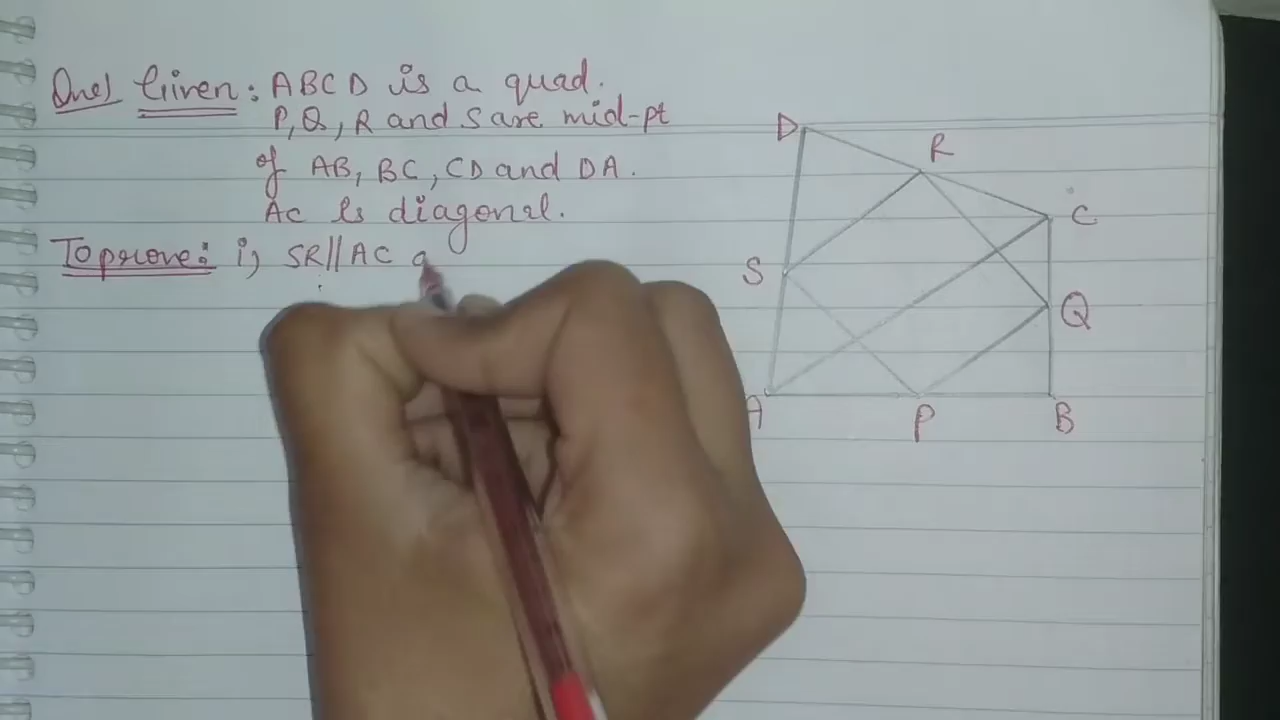 Que1 Given: ABCD is a quad.
P, Q, R and S are mid-pt
of AB, BC, CD and DA.
AC is diagonal.
To prove: i, SR//AC a
D
R
C
S
Q
A
P
B